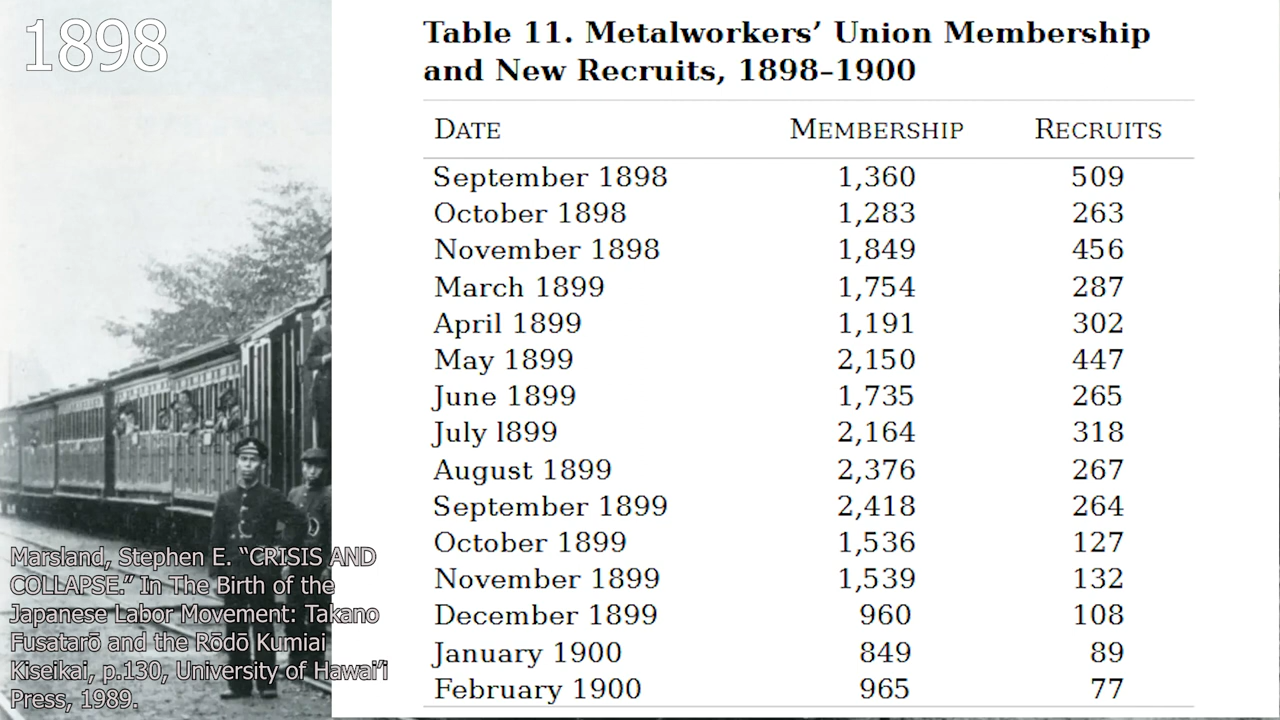 1898
Table 11. Metalworkers’ Union Membership
and New Recruits, 1898–1900
DATE MEMBERSHIP RECRUITS
September 1898 1,360 509
October 1898 1,283 263
November 1898 1,849 456
March 1899 1,754 287
April 1899 1,191 302
May 1899 2,150 447
June 1899 1,735 265
July l899 2,164 318
August 1899 2,376 267
September 1899 2,418 264
October 1899 1,536 127
November 1899 1,539 132
December 1899 960 108
January 1900 849 89
February 1900 965 77
Marsland, Stephen E. “CRISIS AND
COLLAPSE.” In The Birth of the
Japanese Labor Movement: Takano
Fusatarō and the Rōdō Kumiai
Kiseikai, p.130, University of Hawai’i
Press, 1989.